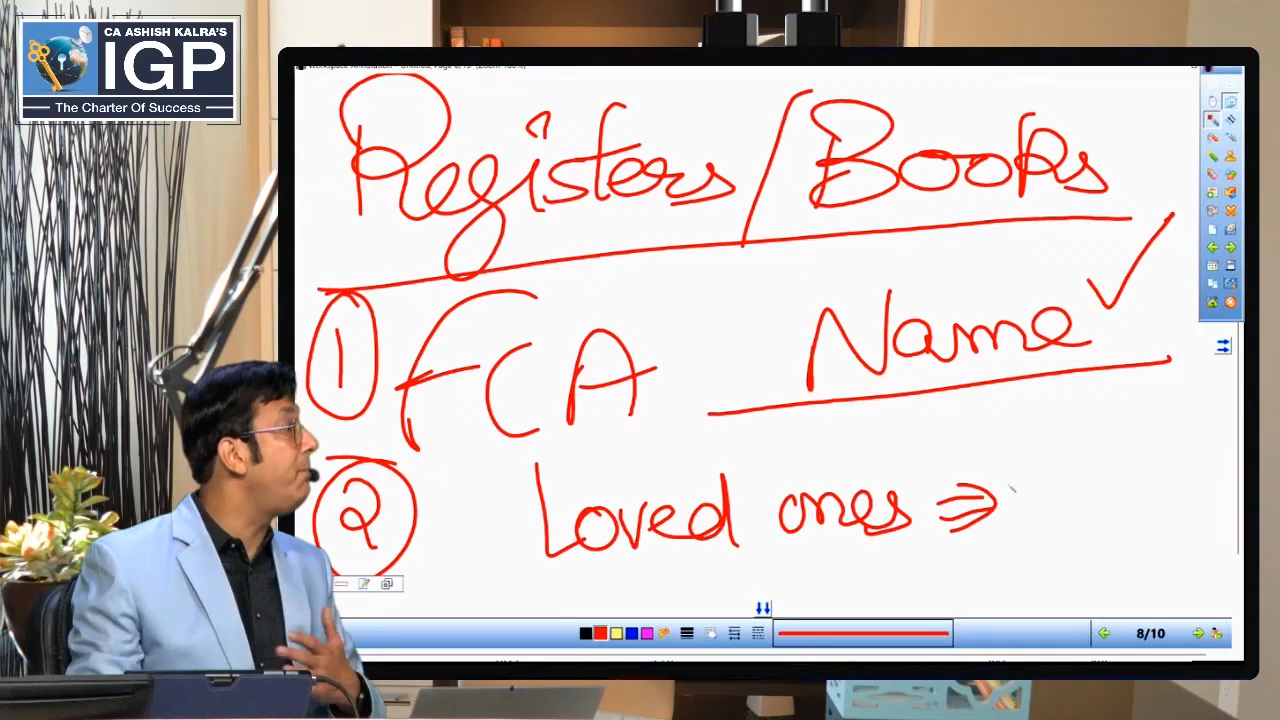 CA ASHISH KALRA'S
IGP
The Charter Of Success
Registers/Books
1 FCA Name ✓
2 Loved ones ⇒
8/10